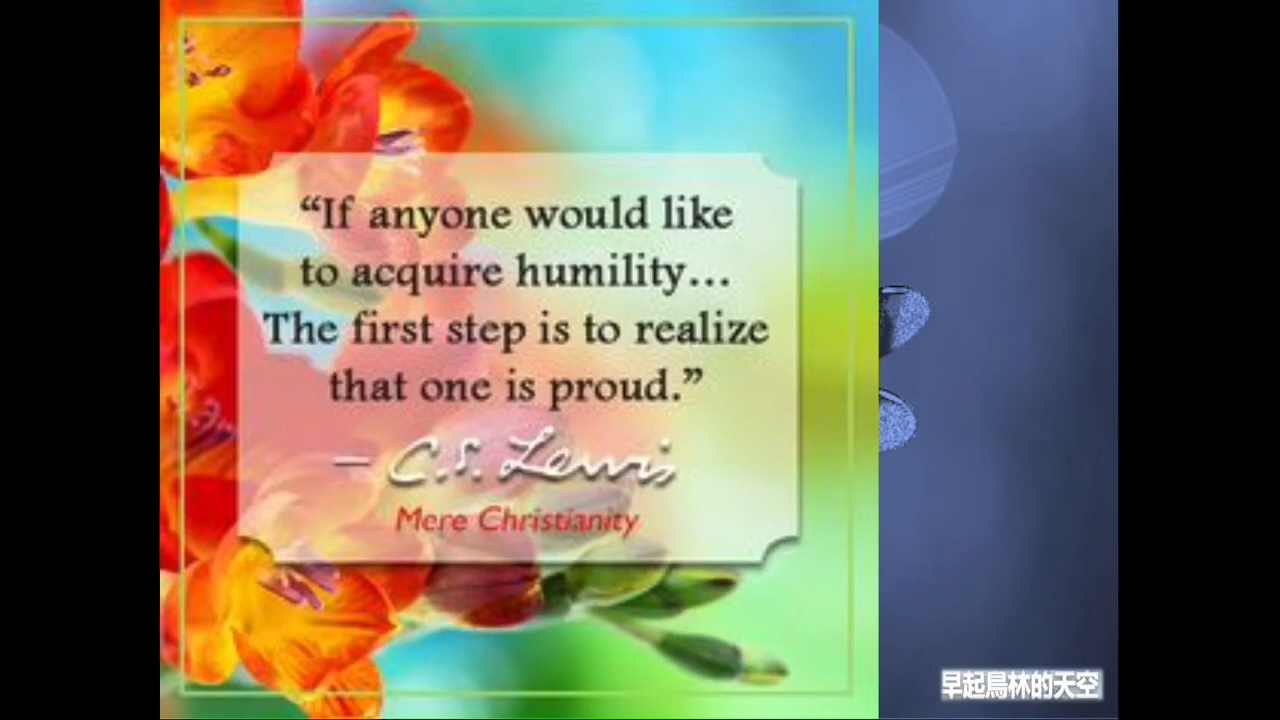 “If anyone would like
to acquire humility…
The first step is to realize
that one is proud.”
– C.S. Lewis
Mere Christianity
早起鳥林的天空